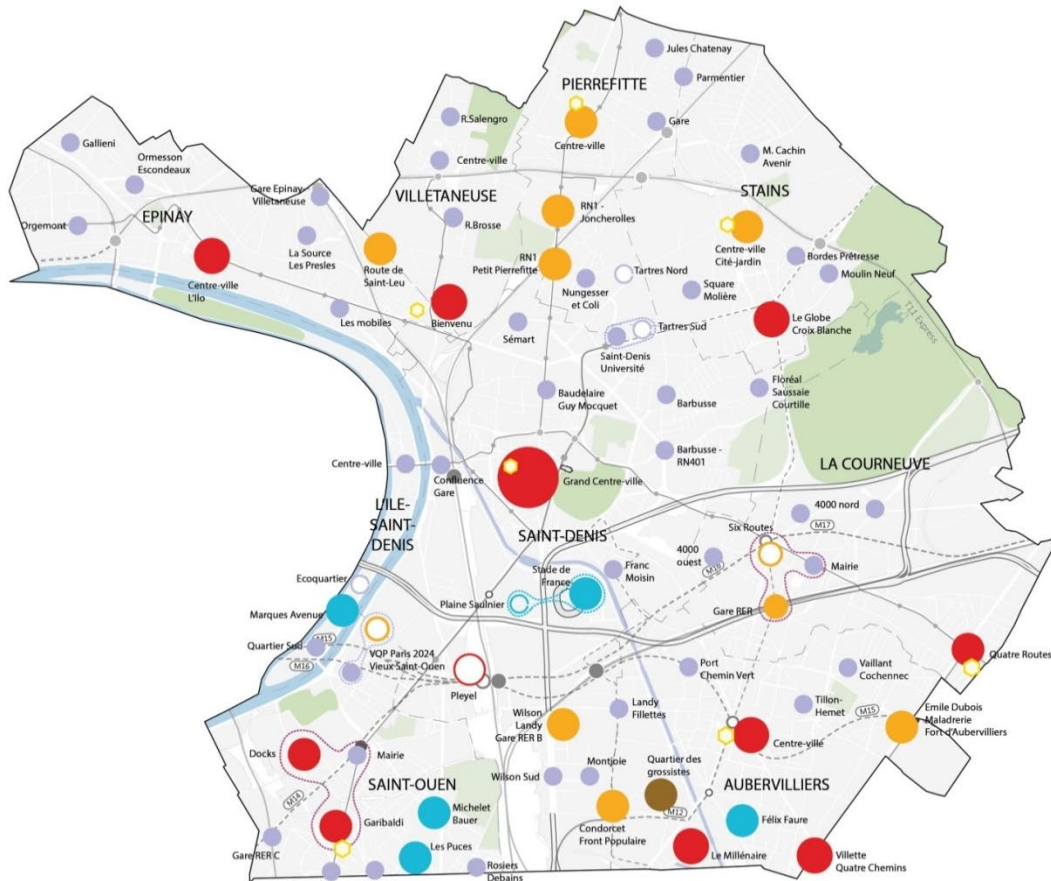 Jules Chatenay
Parmentier
PIERREFITTE
R.Salengro
Gare
Centre-ville
Gallieni
Ormesson
Escondeaux
Centre-ville
M. Cachin
Avenir
Gare Epinay-
Villetaneuse
VILLETANEUSE
STAINS
EPINAY
Orgemont
RN1 -
Joncherolles
R.Brosse
La Source
Les Presles
Route de
Saint-Leu
RN1
Petit Pierrefitte
Centre-ville
Cité-jardin
Bordes Prêtresse
Moulin Neuf
Centre-ville
L'Ilo
Tartres Nord
Nungesser
et Coli
Square
Molière
Les mobiles
Bienvenu
Sémart
Tartres Sud
Le Globe
Croix Blanche
T11 Express
Saint-Denis
Université
Baudelaire
Guy Mocquet
Barbusse
Floréal
Saussaie
Courtille
Barbusse -
RN401
Centre-ville
Confluence
Gare
Grand Centre-ville
LA COURNEUVE
L'ILE-
SAINT-
DENIS
SAINT-DENIS
4000 nord
Six Routes
M17
4000
ouest
M16
Mairie
Ecoquartier
Stade de
France
Franc
Moisin
Plaine Saulnier
Gare RER
Marques Avenue
M15
Quartier Sud
M16
VQP Paris 2024
Vieux Saint-Ouen
Pleyel
Port
Chemin Vert
Vaillant
Cochennec
Quatre Routes
Wilson
Landy
Gare RER B
Landy
Fillettes
Tillon-
Hemet
M15
Emile Dubois
Maladrerie
Fort d'Aubervilliers
Centre-ville
Docks
Mairie
SAINT-OUEN
Wilson Sud
Montjoie
Quartier des
grossistes
AUBERVILLIERS
M14
Michelet
Bauer
Garibaldi
Condorcet
Front Populaire
M12
Félix Faure
Gare RER C
Les Puces
Rosiers
Debains
Le Millénaire
Villette
Quatre Chemins